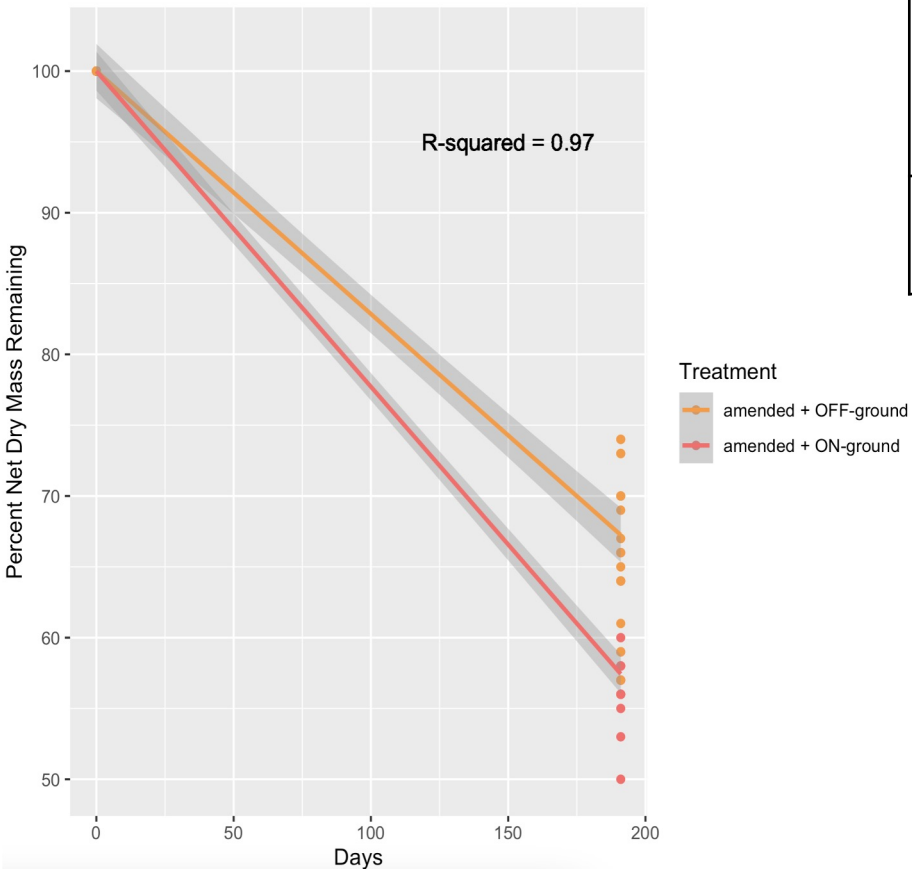 100
90
80
70
60
50
Percent Net Dry Mass Remaining
R-squared = 0.97
0
50
100
150
200
Days
Treatment
amended + OFF-ground
amended + ON-ground